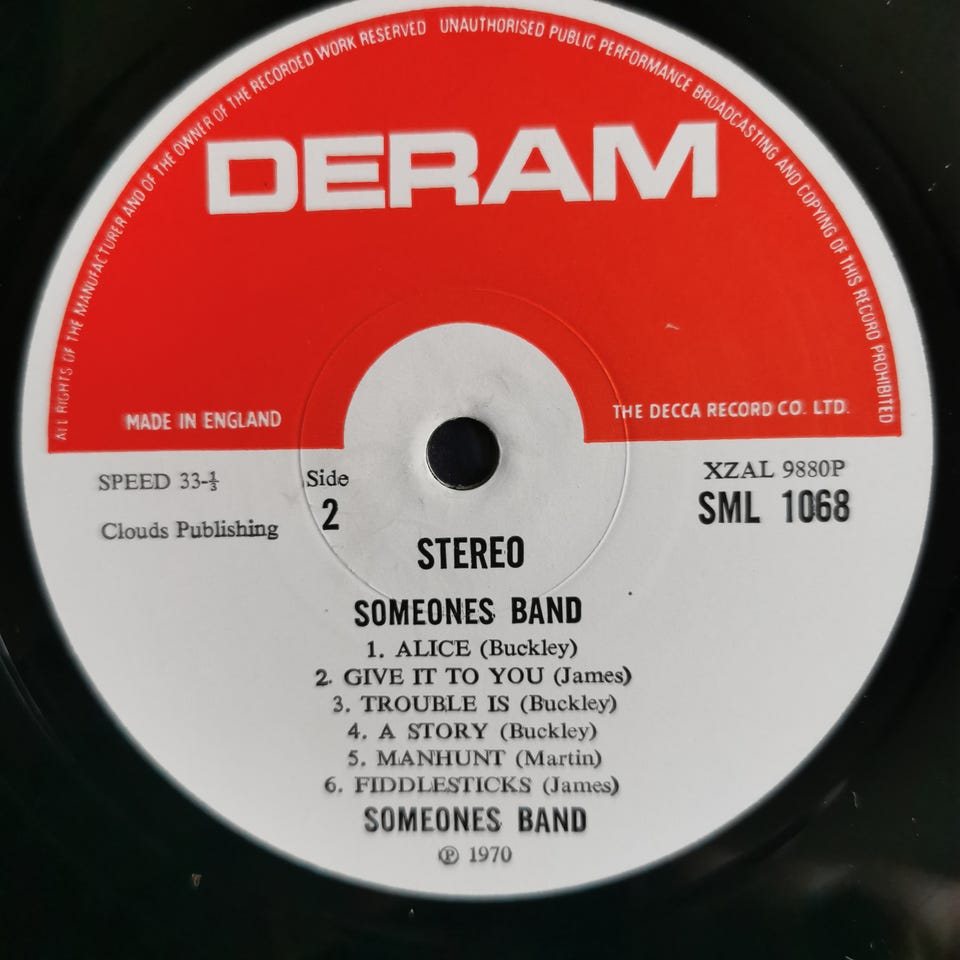 ALL RIGHTS OF THE MANUFACTURER AND OF THE OWNER OF THE RECORDED WORK RESERVED UNAUTHORISED PUBLIC PERFORMANCE BROADCASTING AND COPYING OF THIS RECORD PROHIBITED
DERAM
MADE IN ENGLAND
THE DECCA RECORD CO. LTD.
SPEED 33-⅓
Side
2
XZAL 9880P
SML 1068
Clouds Publishing
STEREO
SOMEONES BAND
1. ALICE (Buckley)
2. GIVE IT TO YOU (James)
3. TROUBLE IS (Buckley)
4. A STORY (Buckley)
5. MANHUNT (Martin)
6. FIDDLESTICKS (James)
SOMEONES BAND
℗ 1970